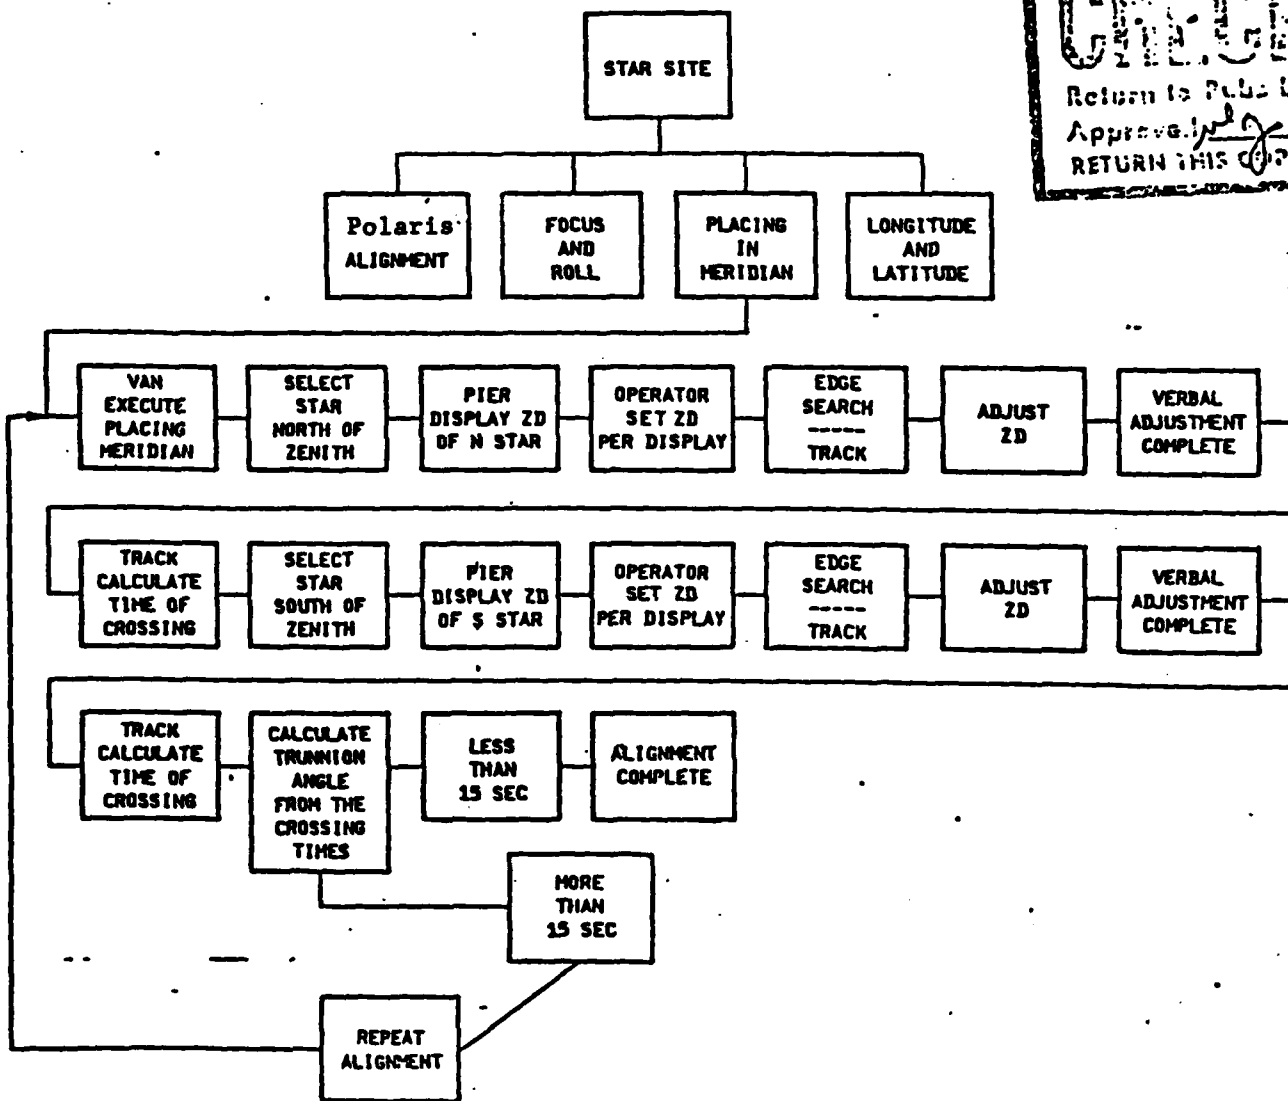 STAR SITE
Return to
RETURN THIS
Polaris
ALIGNMENT
FOCUS
AND
ROLL
PLACING
IN
MERIDIAN
LONGITUDE
AND
LATITUDE
VAN
EXECUTE
PLACING
MERIDIAN
SELECT
STAR
NORTH OF
ZENITH
PIER
DISPLAY ZD
OF N STAR
OPERATOR
SET ZD
PER DISPLAY
EDGE
SEARCH
-----
TRACK
ADJUST
ZD
VERBAL
ADJUSTMENT
COMPLETE
TRACK
CALCULATE
TIME OF
CROSSING
SELECT
STAR
SOUTH OF
ZENITH
PIER
DISPLAY ZD
OF S STAR
OPERATOR
SET ZD
PER DISPLAY
EDGE
SEARCH
-----
TRACK
ADJUST
ZD
VERBAL
ADJUSTMENT
COMPLETE
TRACK
CALCULATE
TIME OF
CROSSING
CALCULATE
TRUNNION
ANGLE
FROM THE
CROSSING
TIMES
LESS
THAN
15 SEC
ALIGNMENT
COMPLETE
MORE
THAN
15 SEC
REPEAT
ALIGNMENT